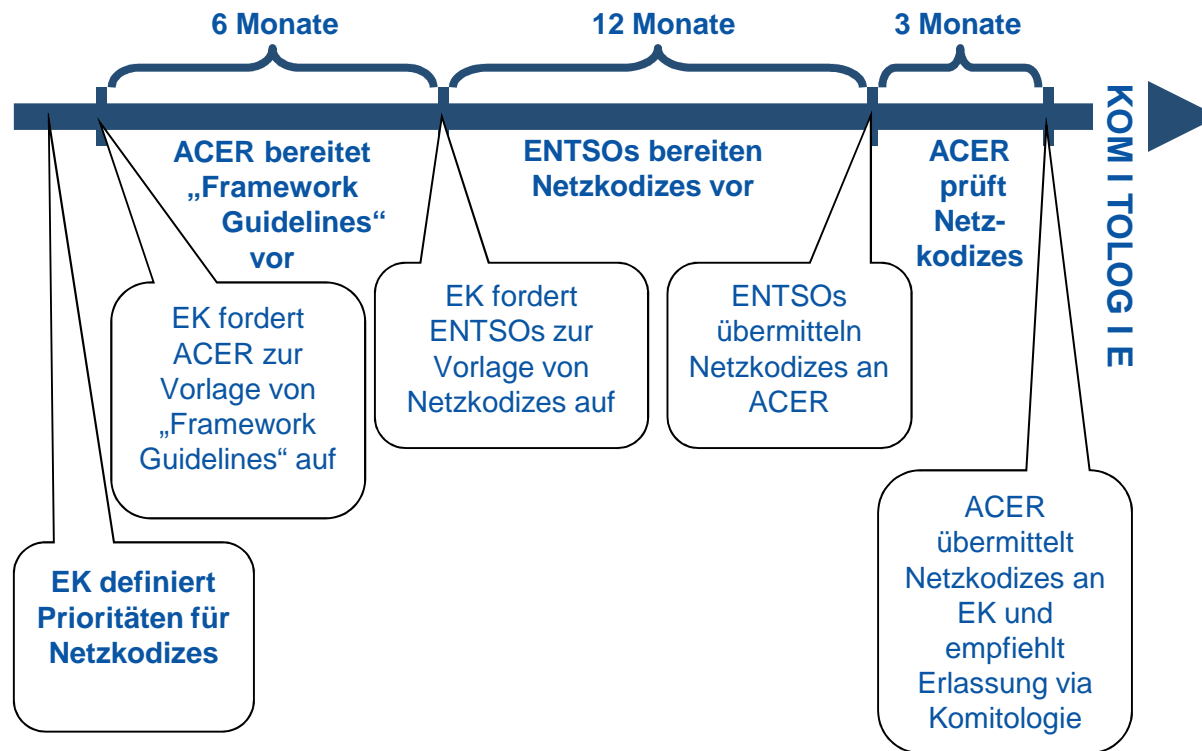 6 Monate
12 Monate
3 Monate
ACER bereitet
„Framework
Guidelines“
vor
ENTSOs bereiten
Netzkodizes vor
ACER
prüft
Netz-
kodizes
KOMITOLOGIE
EK fordert
ACER zur
Vorlage von
„Framework
Guidelines“ auf
EK fordert
ENTSOs zur
Vorlage von
Netzkodizes auf
ENTSOs
übermitteln
Netzkodizes an
ACER
EK definiert
Prioritäten für
Netzkodizes
ACER
übermittelt
Netzkodizes an
EK und
empfiehlt
Erlassung via
Komitologie